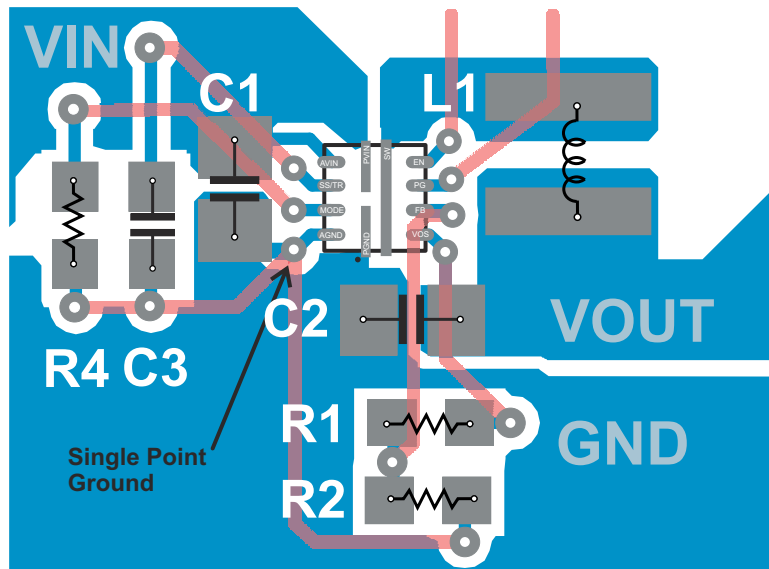 VIN
C1
L1
AVIN
SS/TR
MODE
AGND
PVIN
PGND
SW
EN
PG
FB
VOS
C2
VOUT
R4 C3
R1
GND
Single Point
Ground
R2